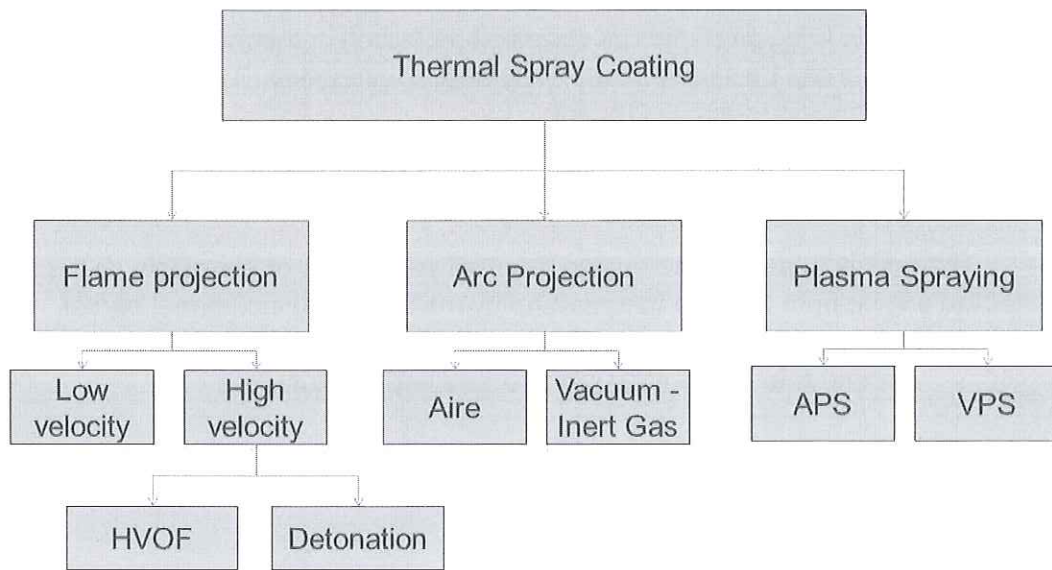 Thermal Spray Coating
Flame projection
Arc Projection
Plasma Spraying
Low
velocity
High
velocity
Aire
Vacuum -
Inert Gas
APS
VPS
HVOF
Detonation